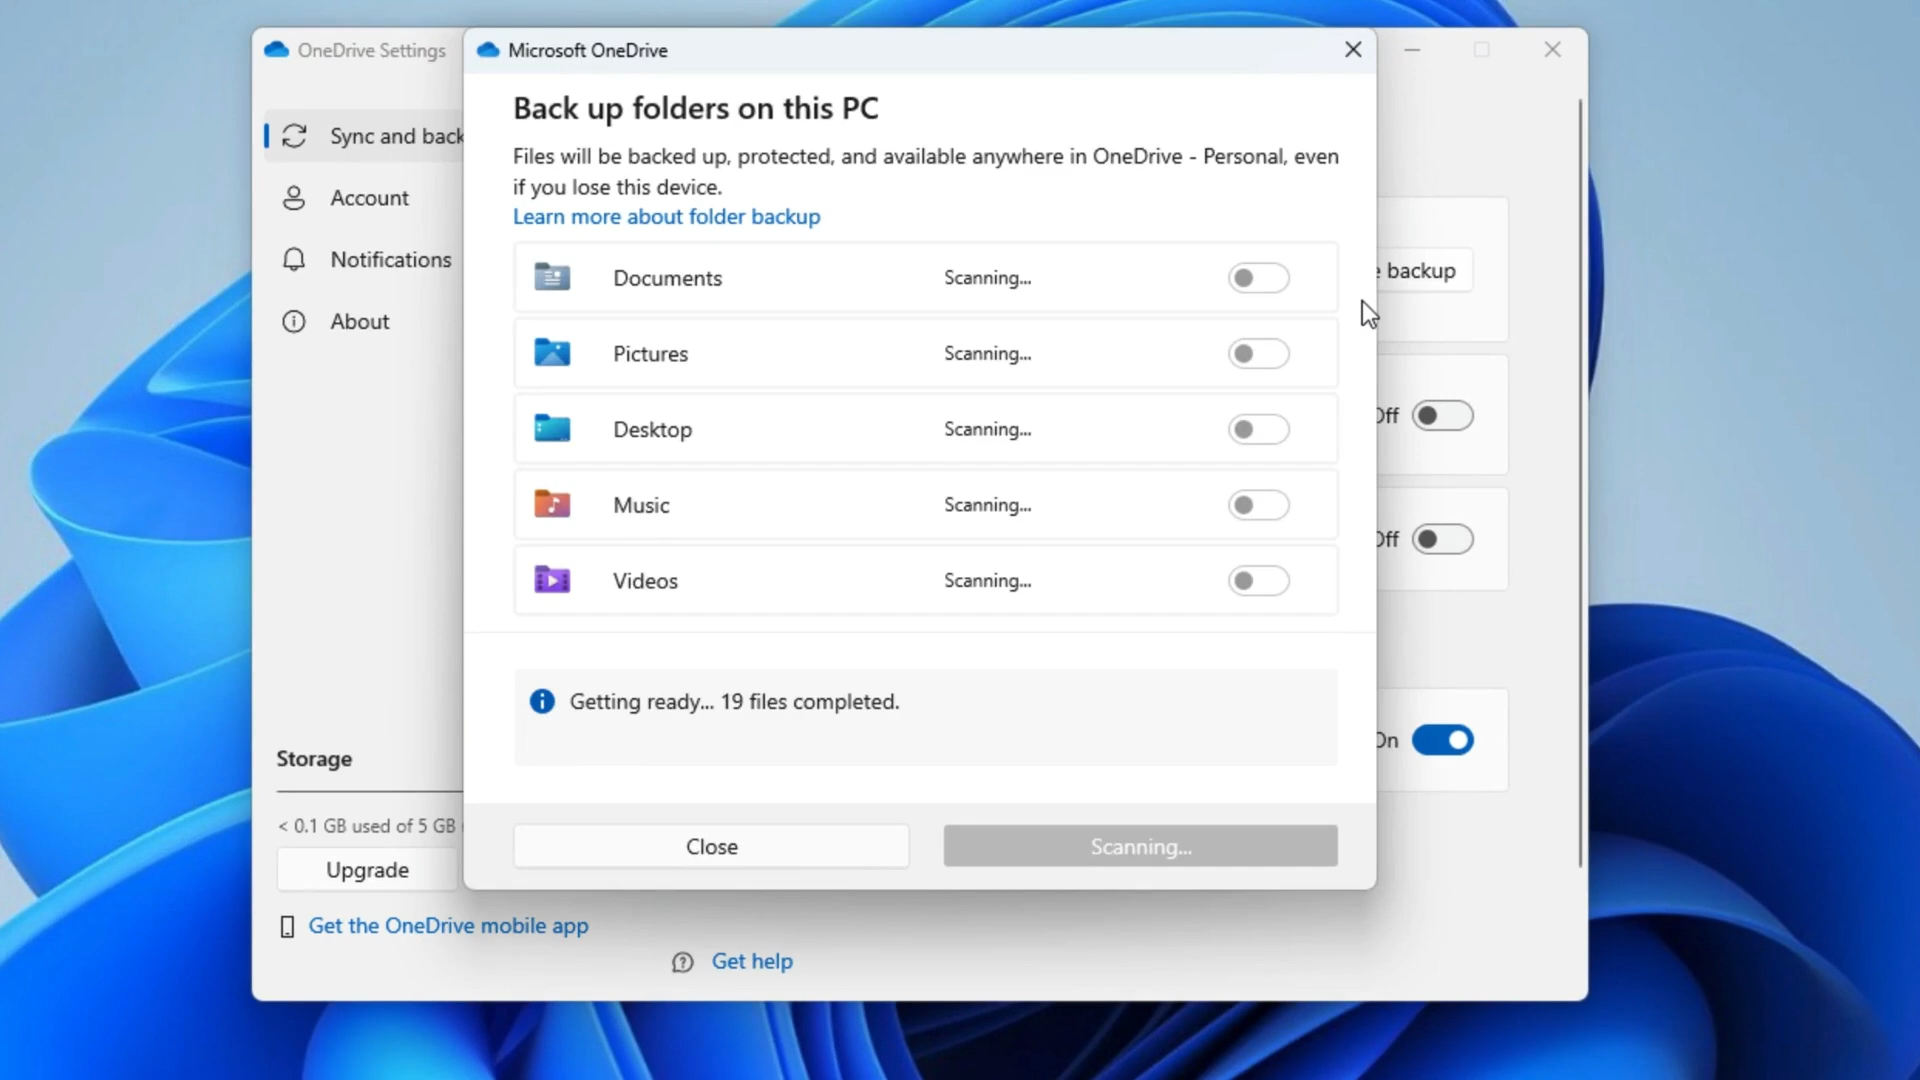 OneDrive Settings
Microsoft OneDrive
Sync and back
Account
Notifications
About
Storage
< 0.1 GB used of 5 GB
Upgrade
Get the OneDrive mobile app
Back up folders on this PC
Files will be backed up, protected, and available anywhere in OneDrive - Personal, even
if you lose this device.
Learn more about folder backup
Documents Scanning...
Pictures Scanning...
Desktop Scanning...
Music Scanning...
Videos Scanning...
Getting ready... 19 files completed.
Close
Scanning...
e backup
Off
Off
On
Get help